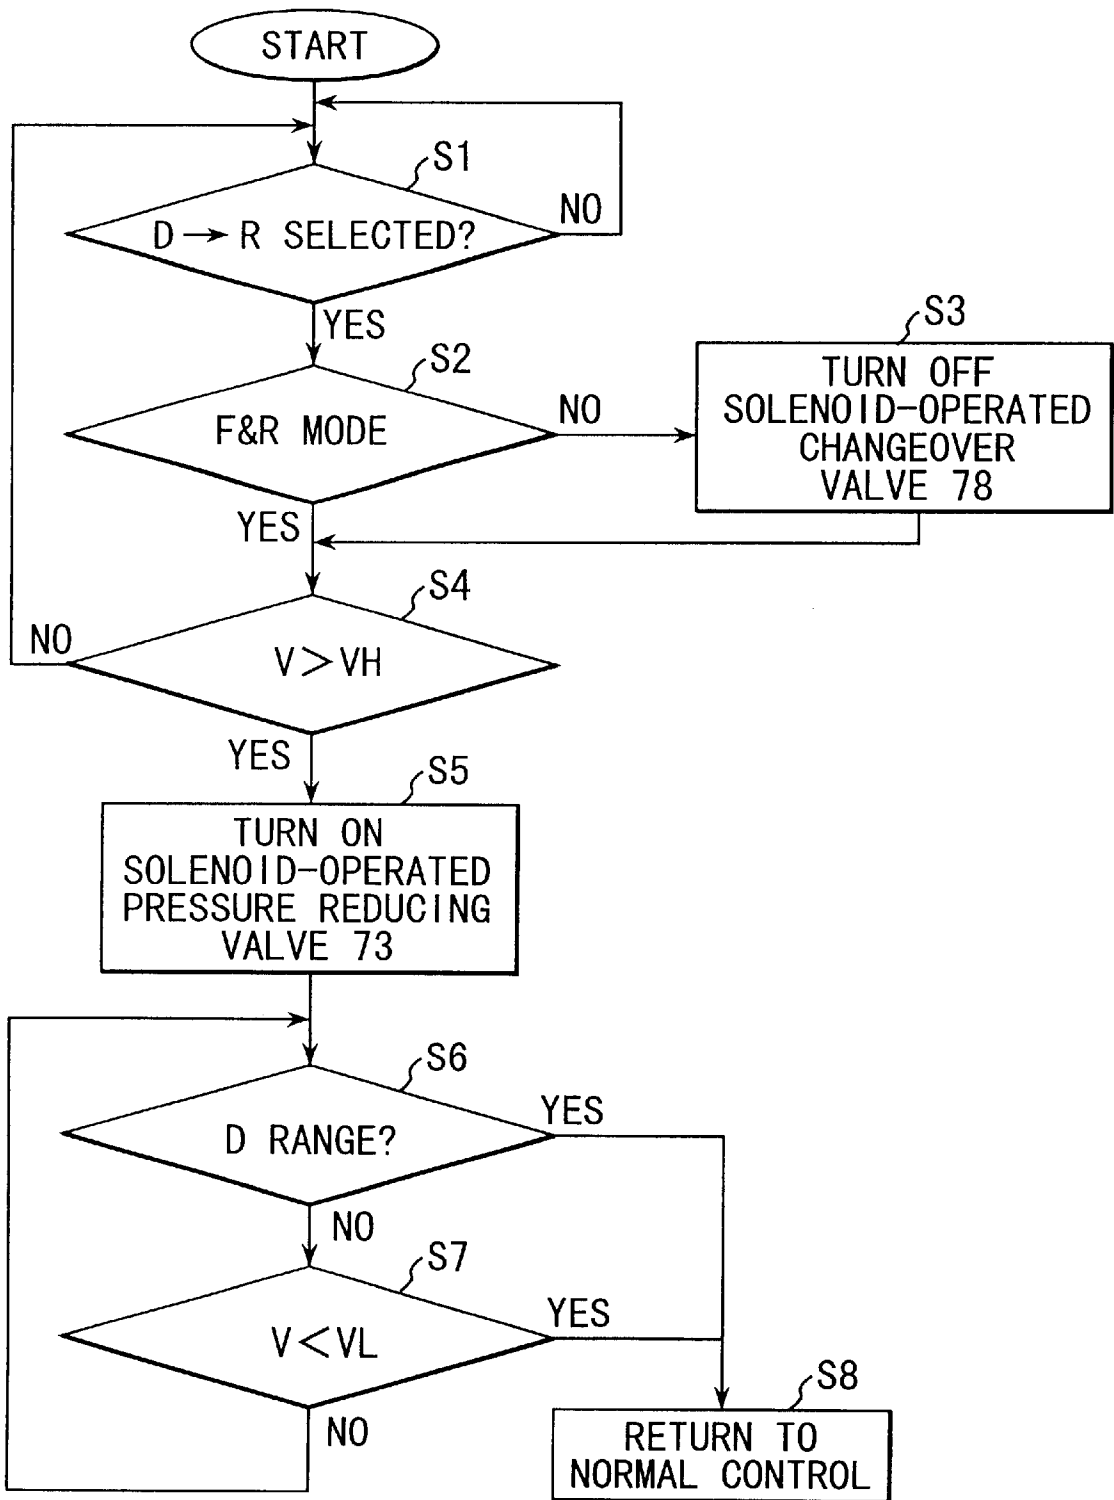 START
S1
D→R SELECTED?
NO
YES
S2
F&R MODE
NO
S3
TURN OFF
SOLENOID-OPERATED
CHANGEOVER
VALVE 78
YES
S4
NO
V>VH
YES
S5
TURN ON
SOLENOID-OPERATED
PRESSURE REDUCING
VALVE 73
S6
YES
D RANGE?
NO
S7
YES
V<VL
NO
S8
RETURN TO
NORMAL CONTROL